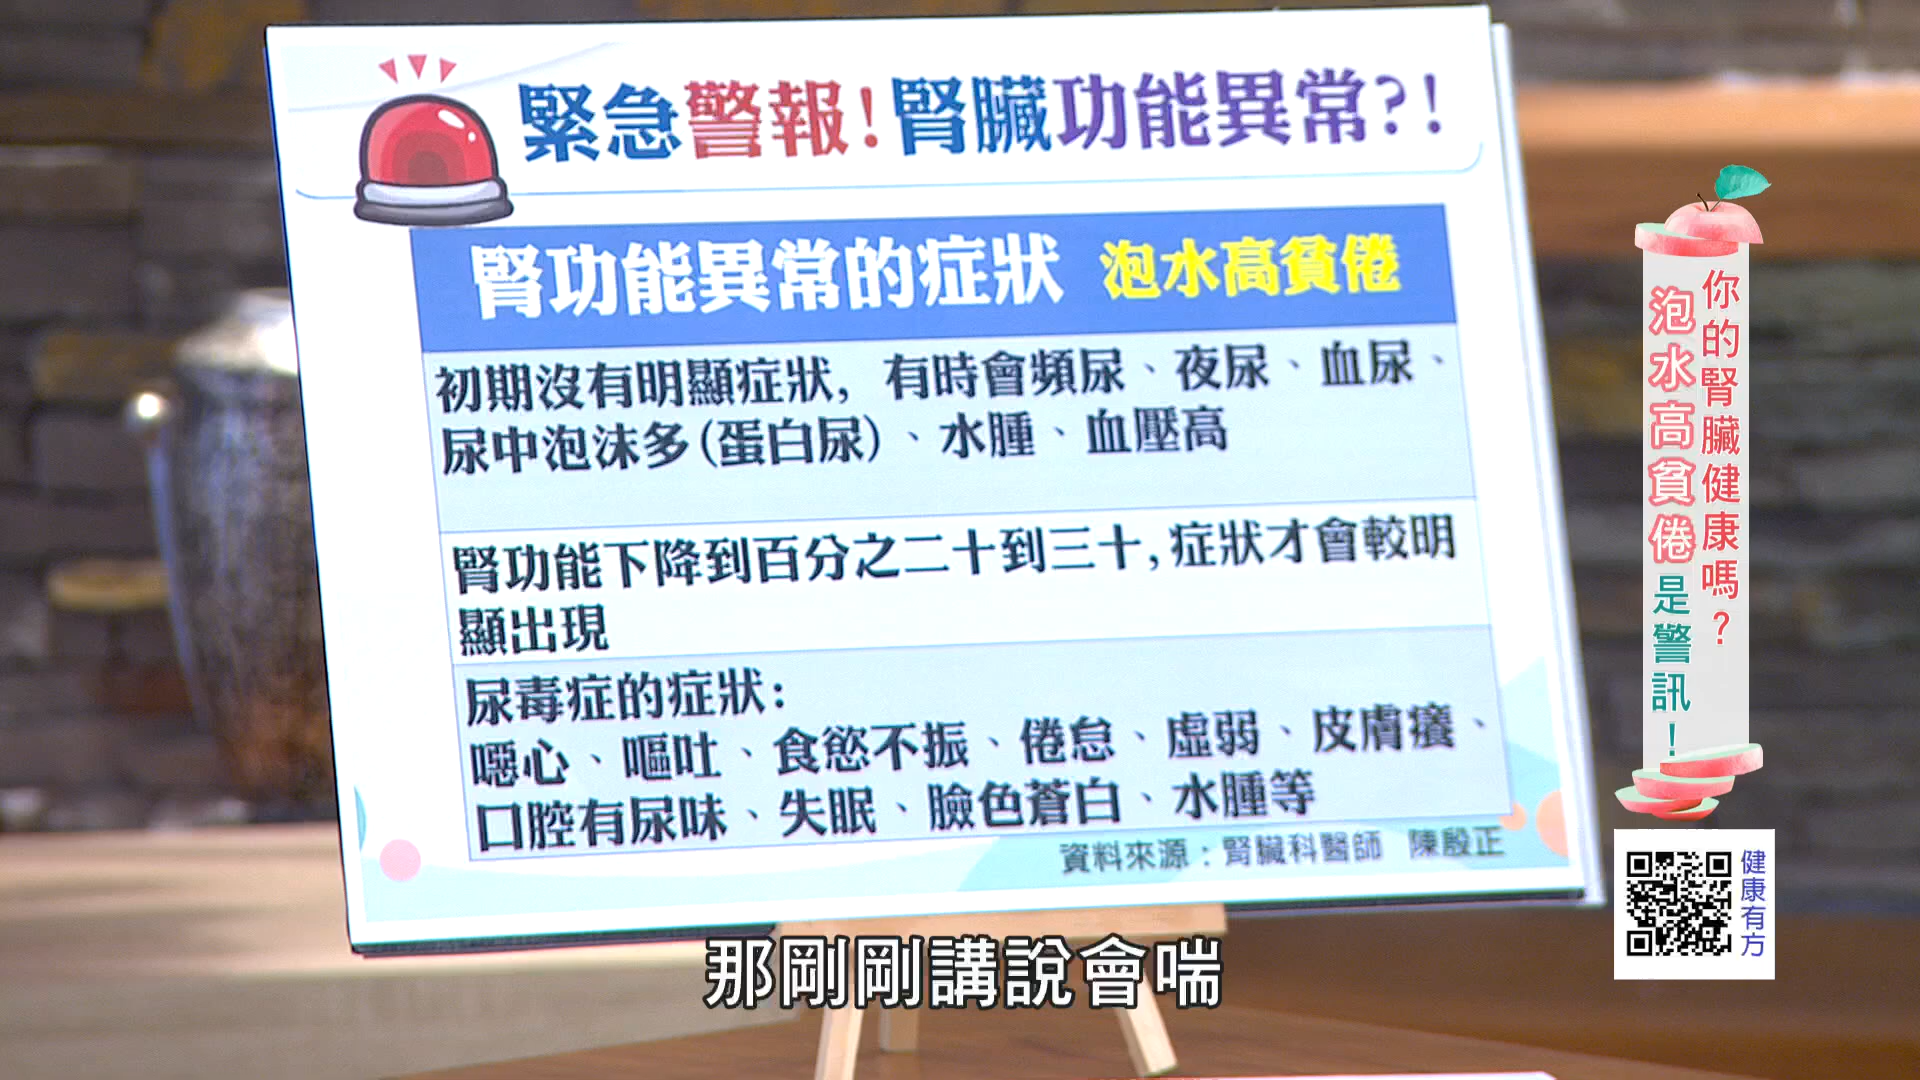 緊急警報!腎臟功能異常?!
腎功能異常的症狀 泡水高貧倦
初期沒有明顯症狀，有時會頻尿、夜尿、血尿、
尿中泡沫多(蛋白尿)、水腫、血壓高
腎功能下降到百分之二十到三十,症狀才會較明
顯出現
尿毒症的症狀:
噁心、嘔吐、食慾不振、倦怠、虛弱、皮膚癢、
口腔有尿味、失眠、臉色蒼白、水腫等
資料來源:腎臟科醫師 陳殷正
你的腎臟健康嗎?
泡水高貧倦是警訊!
健康有方
那剛剛講說會喘